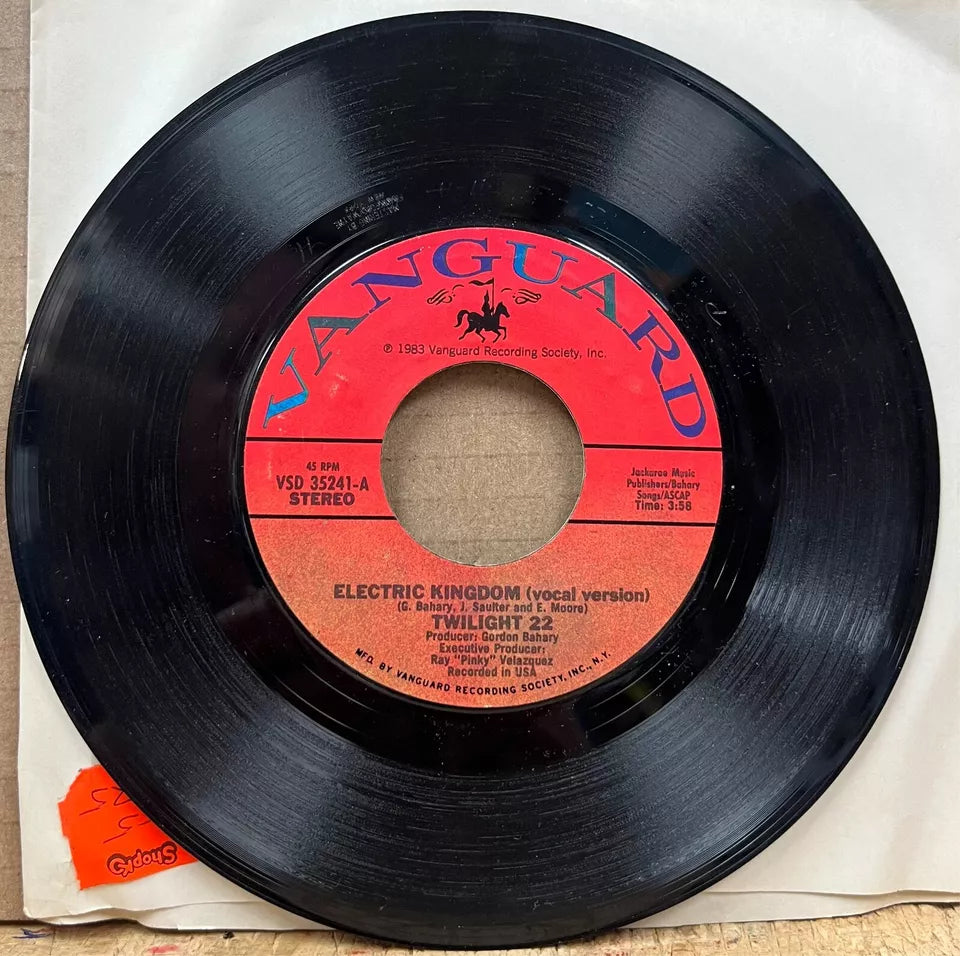 VANGUARD
℗ 1983 Vanguard Recording Society, Inc.
45 RPM
VSD 35241-A
STEREO
Jackaroe Music
Publishers/Bahary
Songs/ASCAP
Time: 3:58
ELECTRIC KINGDOM (vocal version)
(G. Bahary, J. Saulter and E. Moore)
TWILIGHT 22
Producer: Gordon Bahary
Executive Producer:
Ray "Pinky" Velazquez
Recorded in USA
MFD. BY VANGUARD RECORDING SOCIETY, INC., N.Y.
ShopKo